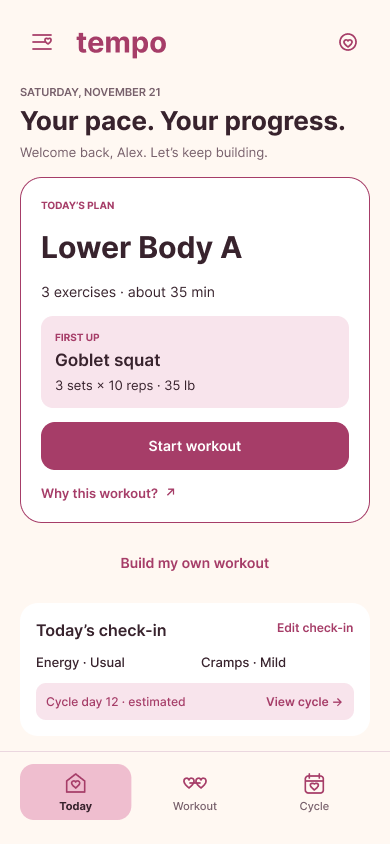 tempo
SATURDAY, NOVEMBER 21
Your pace. Your progress.
Welcome back, Alex. Let’s keep building.
TODAY’S PLAN
Lower Body A
3 exercises · about 35 min
FIRST UP
Goblet squat
3 sets × 10 reps · 35 lb
Start workout
Why this workout? ↗
Build my own workout
Today’s check-in
Edit check-in
Energy · Usual
Cramps · Mild
Cycle day 12 · estimated
View cycle →
Today
Workout
Cycle